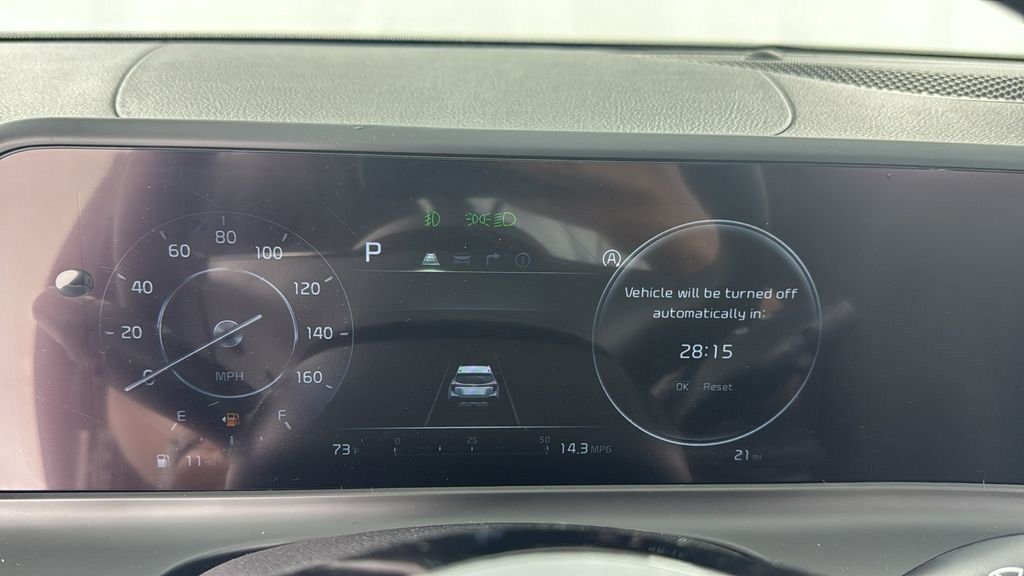 80
60
100
40
120
20
140
0
160
MPH
E
F
11 mi
P
A
Vehicle will be turned off
automatically in:
28:15
OK : Reset
73°F
0 25 50
14.3 MPG
21 mi